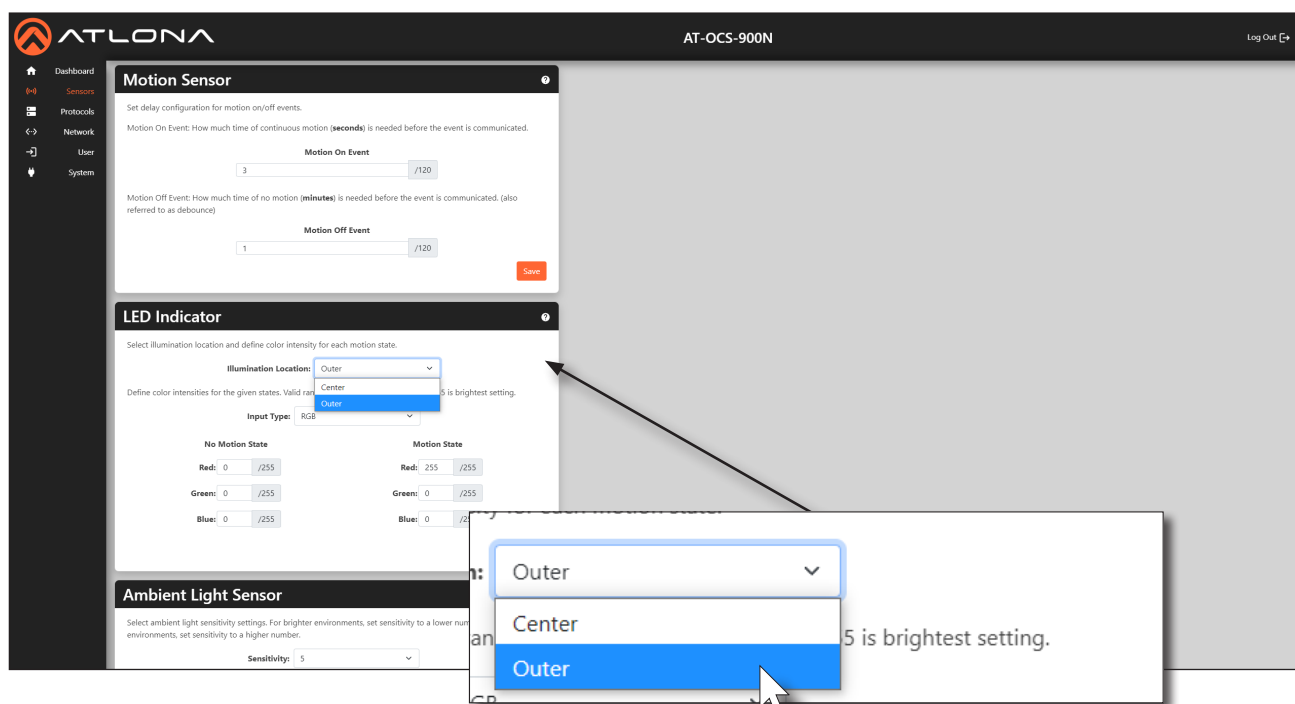 ATLONA
AT-OCS-900N
Log Out
Dashboard
Sensors
Protocols
Network
User
System
Motion Sensor
Set delay configuration for motion on/off events.
Motion On Event: How much time of continuous motion (seconds) is needed before the event is communicated.
Motion On Event
3 /120
Motion Off Event: How much time of no motion (minutes) is needed before the event is communicated. (also
referred to as debounce)
Motion Off Event
1 /120
Save
LED Indicator
Select illumination location and define color intensity for each motion state.
Illumination Location: Outer
Center
Outer
Define color intensities for the given states. Valid ran 5 is brightest setting.
Input Type: RGB
No Motion State Motion State
Red: 0 /255 Red: 255 /255
Green: 0 /255 Green: 0 /255
Blue: 0 /255 Blue: 0 /25
Ambient Light Sensor
Select ambient light sensitivity settings. For brighter environments, set sensitivity to a lower num
environments, set sensitivity to a higher number.
Sensitivity: 5
ity for each motion state.
n: Outer
Center
Outer
an 5 is brightest setting.